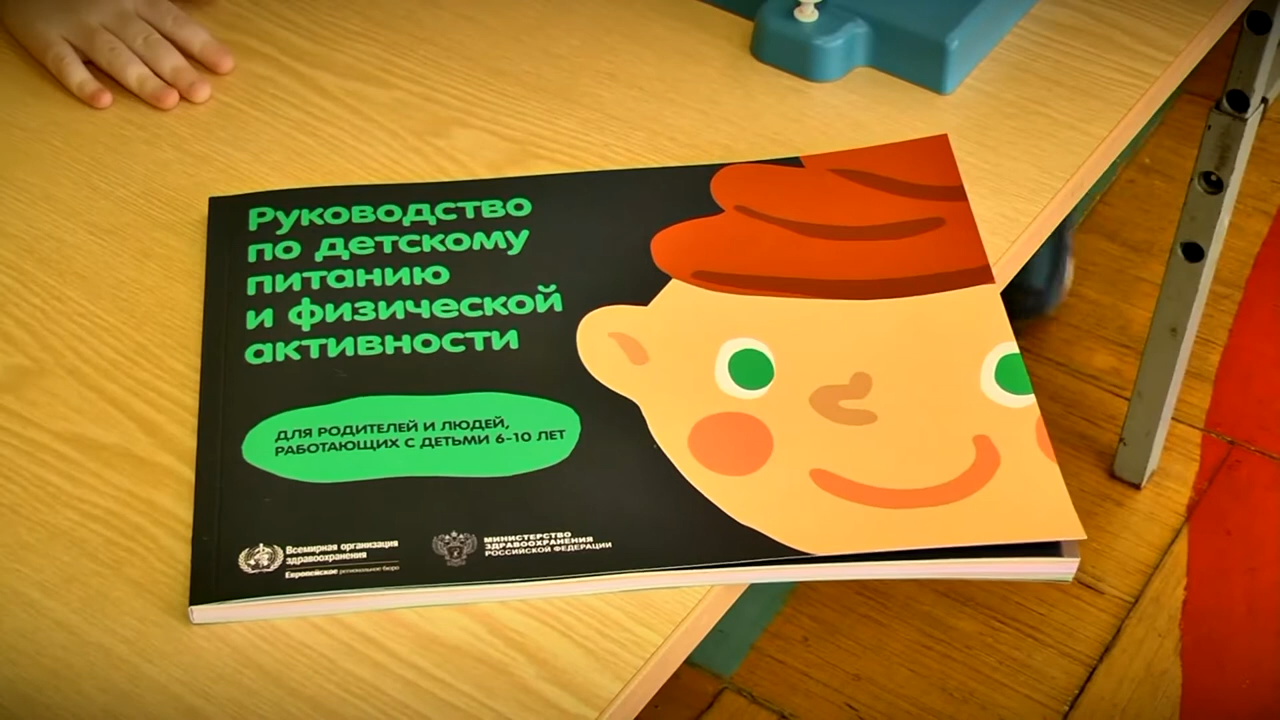 Руководство
по детскому
питанию
и физической
активности
ДЛЯ РОДИТЕЛЕЙ И ЛЮДЕЙ,
РАБОТАЮЩИХ С ДЕТЬМИ 6-10 ЛЕТ
Всемирная организация
здравоохранения
Европейское региональное бюро
МИНИСТЕРСТВО
ЗДРАВООХРАНЕНИЯ
РОССИЙСКОЙ ФЕДЕРАЦИИ